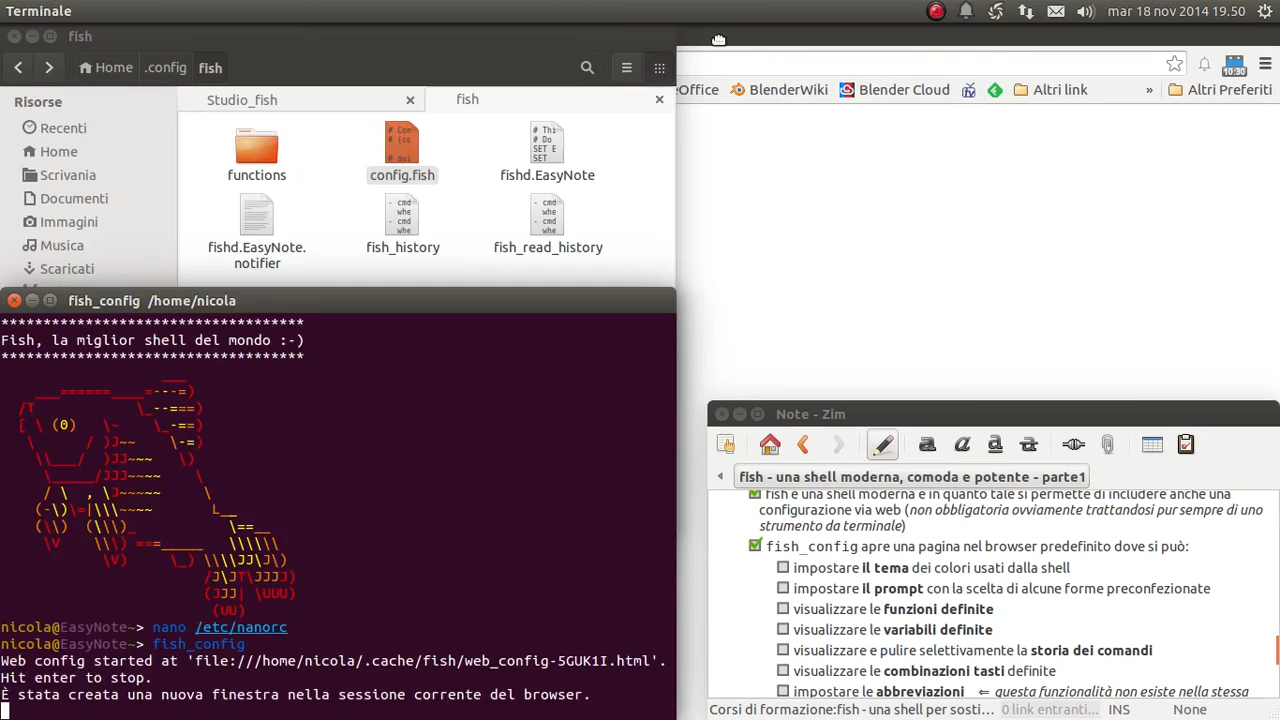 Terminale
mar 18 nov 2014 19.50
fish
Home
.config
fish
10:30
eOffice
BlenderWiki
Blender Cloud
Altri link
»
Altri Preferiti
Risorse
Recenti
Home
Scrivania
Documenti
Immagini
Musica
Scaricati
Studio_fish
fish
functions
config.fish
fishd.EasyNote
fishd.EasyNote.
notifier
fish_history
fish_read_history
fish_config /home/nicola
************************************
Fish, la miglior shell del mondo :-)
************************************
nicola@EasyNote~> nano /etc/nanorc
nicola@EasyNote~> fish_config
Web config started at 'file:///home/nicola/.cache/fish/web_config-5GUK1I.html'.
Hit enter to stop.
È stata creata una nuova finestra nella sessione corrente del browser.
Note - Zim
fish - una shell moderna, comoda e potente - parte1
fish è una shell moderna e in quanto tale si permette di includere anche una
configurazione via web (non obbligatoria ovviamente trattandosi pur sempre di uno
strumento da terminale)
fish_config apre una pagina nel browser predefinito dove si può:
impostare il tema dei colori usati dalla shell
impostare il prompt con la scelta di alcune forme preconfezionate
visualizzare le funzioni definite
visualizzare le variabili definite
visualizzare e pulire selettivamente la storia dei comandi
visualizzare le combinazioni tasti definite
impostare le abbreviazioni ⇐ questa funzionalità non esiste nella stessa
Corsi di formazione:fish - una shell per sosti...
0 link entranti...
INS
None